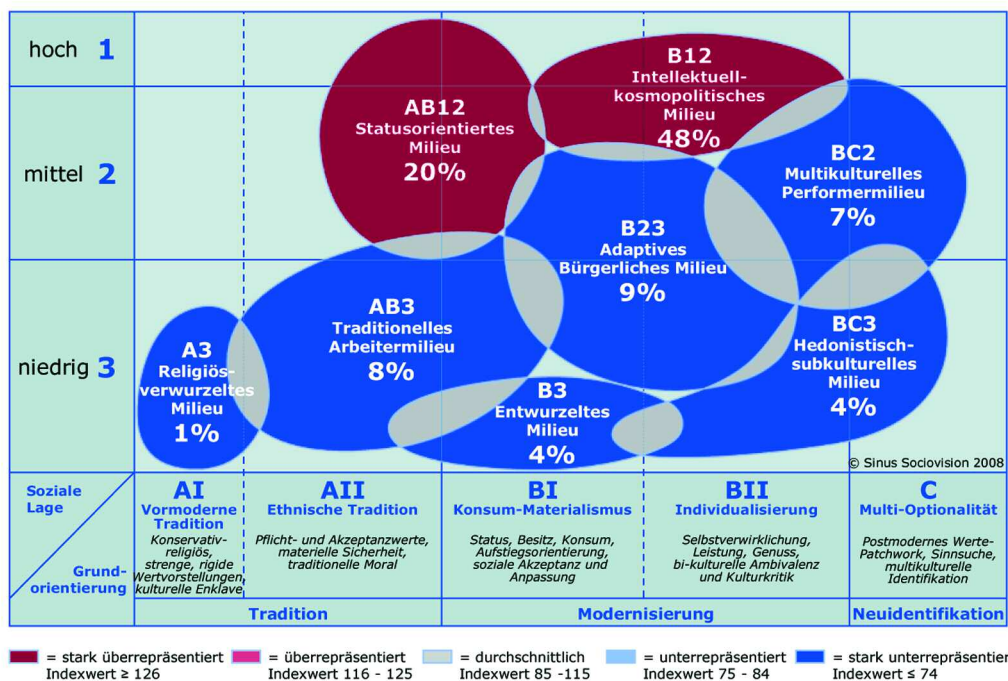 hoch 1
mittel 2
niedrig 3
AB12
Statusorientiertes
Milieu
20%
B12
Intellektuell-
kosmopolitisches
Milieu
48%
BC2
Multikulturelles
Performermilieu
7%
B23
Adaptives
Bürgerliches Milieu
9%
AB3
Traditionelles
Arbeitermilieu
8%
A3
Religiös-
verwurzeltes
Milieu
1%
B3
Entwurzeltes
Milieu
4%
BC3
Hedonistisch-
subkulturelles
Milieu
4%
© Sinus Sociovision 2008
Soziale
Lage
Grund-
orientierung
AI
Vormoderne
Tradition
Konservativ-
religiös,
strenge, rigide
Wertvorstellungen,
kulturelle Enklave
AII
Ethnische Tradition
Pflicht- und Akzeptanzwerte,
materielle Sicherheit,
traditionelle Moral
BI
Konsum-Materialismus
Status, Besitz, Konsum,
Aufstiegsorientierung,
soziale Akzeptanz und
Anpassung
BII
Individualisierung
Selbstverwirklichung,
Leistung, Genuss,
bi-kulturelle Ambivalenz
und Kulturkritik
C
Multi-Optionalität
Postmodernes Werte-
Patchwork, Sinnsuche,
multikulturelle
Identifikation
Tradition
Modernisierung
Neuidentifikation
= stark überrepräsentiert
Indexwert ≥ 126
= überrepräsentiert
Indexwert 116 - 125
= durchschnittlich
Indexwert 85 -115
= unterrepräsentiert
Indexwert 75 - 84
= stark unterrepräsentier
Indexwert ≤ 74